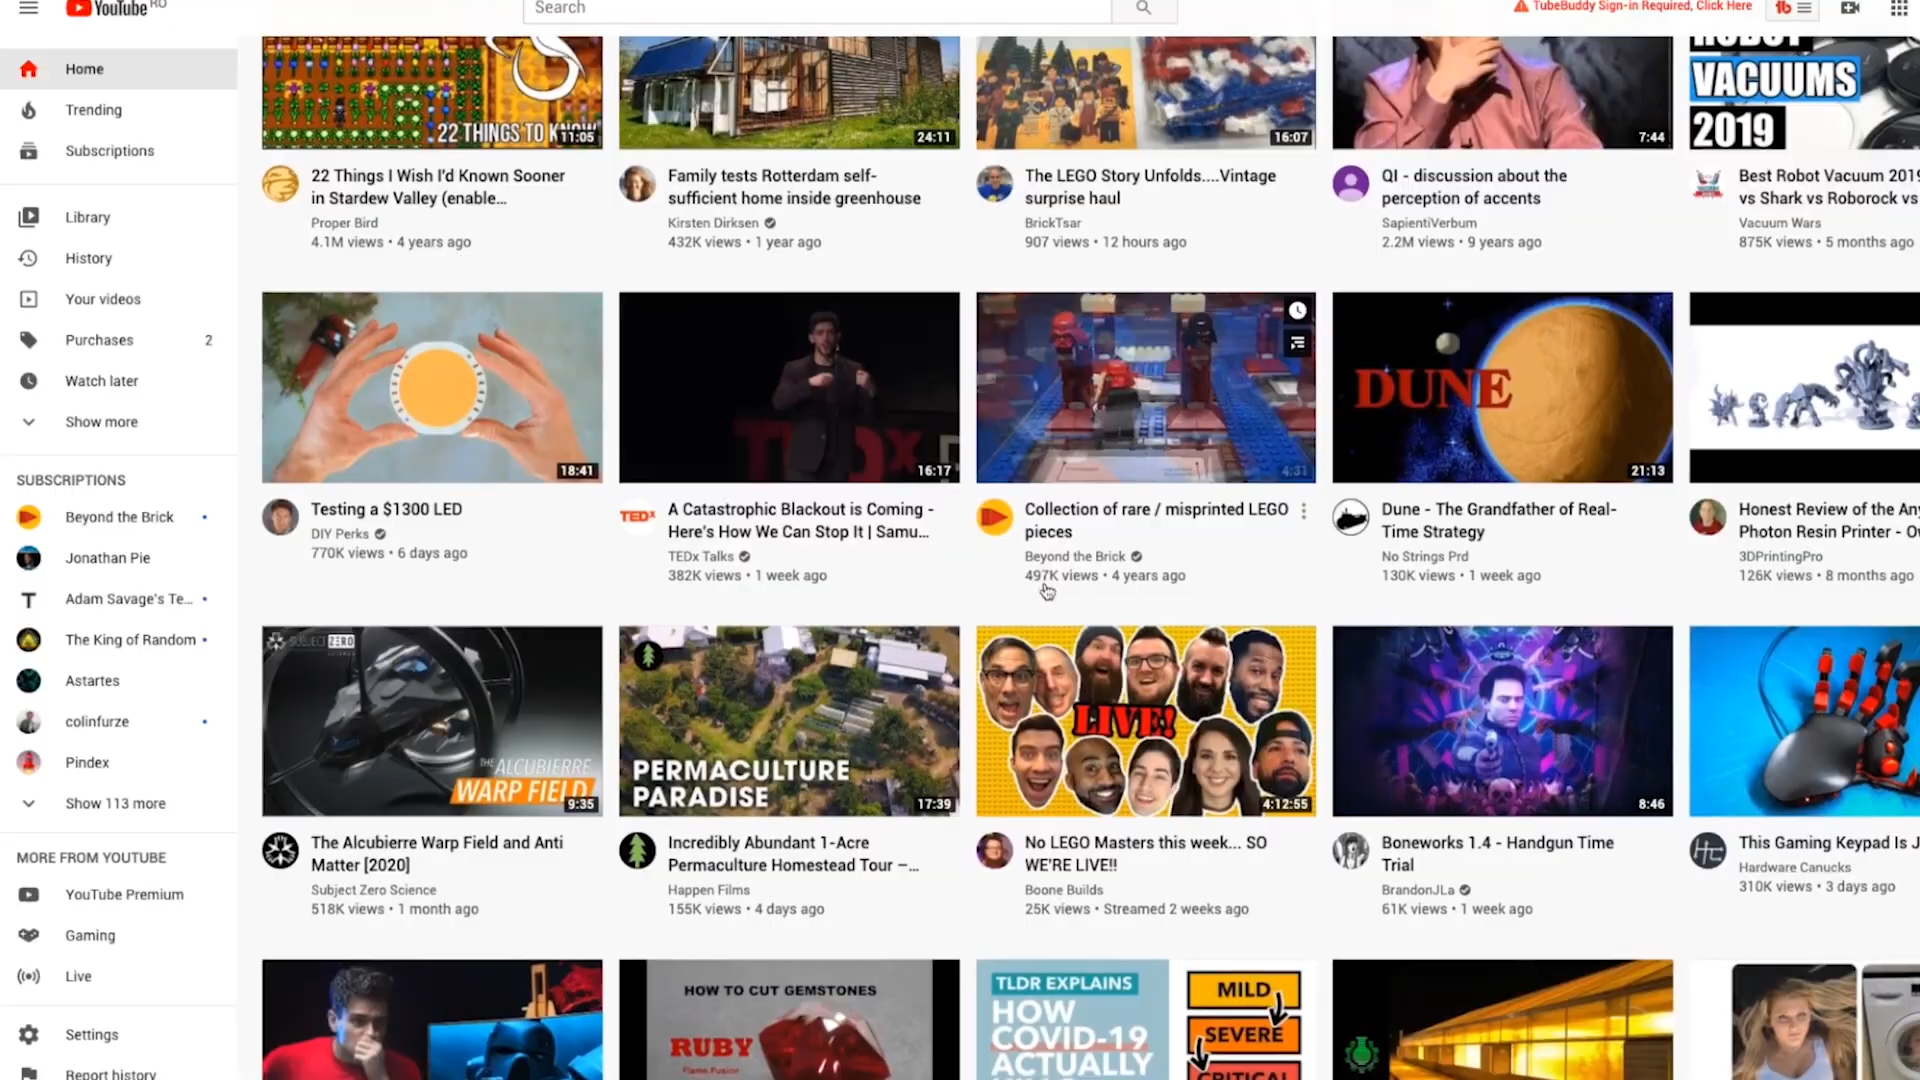 YouTube RO
Search
TubeBuddy Sign-in Required, Click Here
tb
Home
Trending
Subscriptions
Library
History
Your videos
Purchases 2
Watch later
Show more
SUBSCRIPTIONS
Beyond the Brick
Jonathan Pie
Adam Savage's Te...
The King of Random
Astartes
colinfurze
Pindex
Show 113 more
MORE FROM YOUTUBE
YouTube Premium
Gaming
Live
Settings
Report history
22 THINGS TO KNOW
11:05
22 Things I Wish I'd Known Sooner
in Stardew Valley (enable...
Proper Bird
4.1M views • 4 years ago
24:11
Family tests Rotterdam self-
sufficient home inside greenhouse
Kirsten Dirksen
432K views • 1 year ago
16:07
The LEGO Story Unfolds....Vintage
surprise haul
BrickTsar
907 views • 12 hours ago
7:44
QI - discussion about the
perception of accents
SapientiVerbum
2.2M views • 9 years ago
ROBOT
VACUUMS
2019
Best Robot Vacuum 2019
vs Shark vs Roborock vs
Vacuum Wars
875K views • 5 months ago
18:41
Testing a $1300 LED
DIY Perks
770K views • 6 days ago
TEDx
16:17
TEDx
A Catastrophic Blackout is Coming -
Here's How We Can Stop It | Samu...
TEDx Talks
382K views • 1 week ago
4:31
Collection of rare / misprinted LEGO
pieces
Beyond the Brick
497K views • 4 years ago
DUNE
21:13
Dune - The Grandfather of Real-
Time Strategy
No Strings Prd
130K views • 1 week ago
Honest Review of the Any
Photon Resin Printer - Ov
3DPrintingPro
126K views • 8 months ago
SUBJECT ZERO
THE ALCUBIERRE
WARP FIELD
9:35
The Alcubierre Warp Field and Anti
Matter [2020]
Subject Zero Science
518K views • 1 month ago
PERMACULTURE
PARADISE
17:39
Incredibly Abundant 1-Acre
Permaculture Homestead Tour –...
Happen Films
155K views • 4 days ago
LIVE!
4:12:55
No LEGO Masters this week... SO
WE'RE LIVE!!
Boone Builds
25K views • Streamed 2 weeks ago
8:46
Boneworks 1.4 - Handgun Time
Trial
BrandonJLa
61K views • 1 week ago
HC
This Gaming Keypad Is J
Hardware Canucks
310K views • 3 days ago
HOW TO CUT GEMSTONES
RUBY
Flame Fusion
TLDR EXPLAINS
HOW
COVID-19
ACTUALLY
KILLS
MILD
SEVERE
CRITICAL